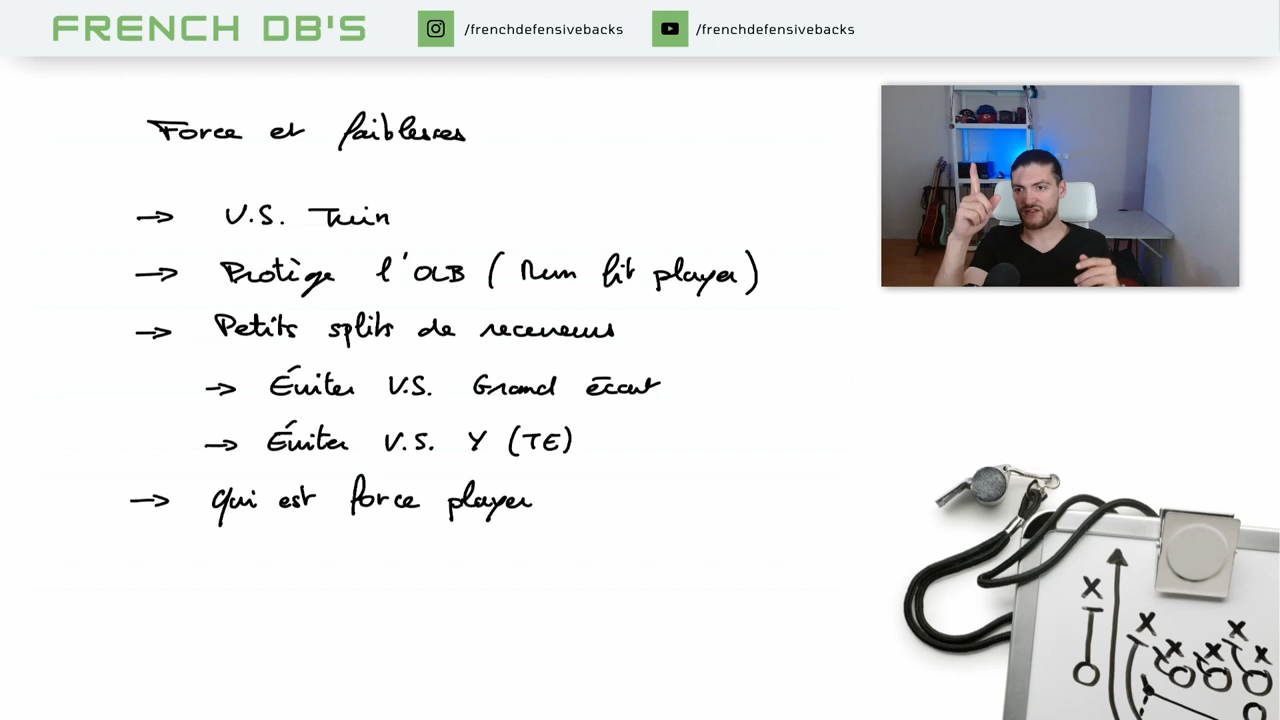 FRENCH DB'S
/frenchdefensivebacks
/frenchdefensivebacks
Force et faiblesses
→ V.S. Twin
→ Protège l'OLB (Run fit player)
→ Petits splits de receveurs
→ Éviter V.S. Grand écart
→ Éviter V.S. Y (TE)
→ Qui est force player
X
X
X
X
X
X